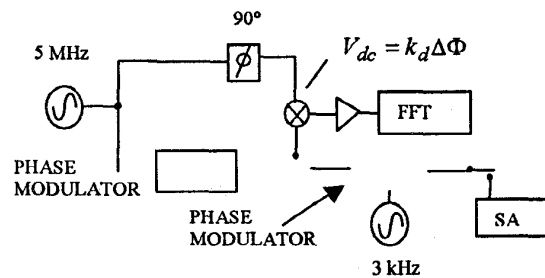 90°
V_dc = k_d ΔΦ
5 MHz
ϕ
FFT
PHASE
MODULATOR
PHASE
MODULATOR
SA
3 kHz